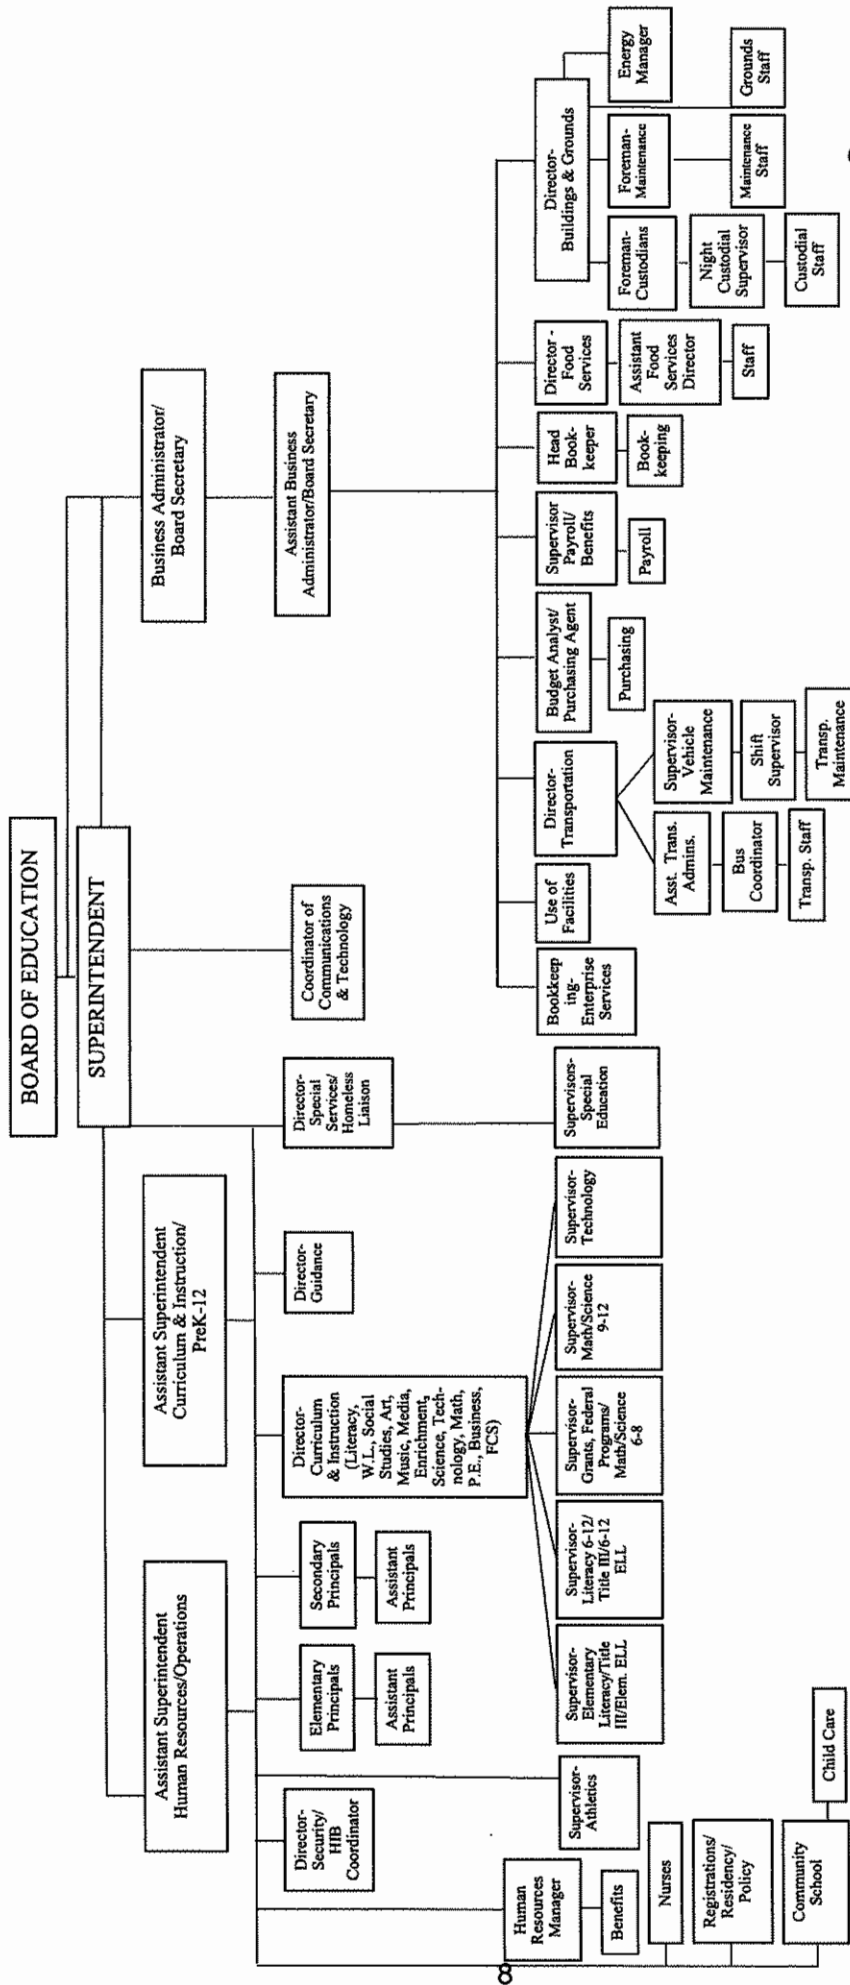 BOARD OF EDUCATION
SUPERINTENDENT
Assistant Superintendent
Human Resources/Operations
Assistant Superintendent
Curriculum & Instruction/
PreK-12
Business Administrator/
Board Secretary
Director-
Security/
HIB
Coordinator
Elementary
Principals
Assistant
Principals
Secondary
Principals
Assistant
Principals
Director-
Curriculum
& Instruction
(Literacy,
W.L., Social
Studies, Art,
Music, Media,
Enrichment,
Science, Tech-
nology, Math,
P.E., Business,
FCS)
Director-
Guidance
Director-
Special
Services/
Homeless
Liaison
Coordinator of
Communications
& Technology
Assistant Business
Administrator/Board Secretary
Human
Resources
Manager
Benefits
Supervisor-
Athletics
Nurses
Registrations/
Residency/
Policy
Community
School
Child Care
Supervisor-
Elementary
Literacy/Title
III/Elem. ELL
Supervisor-
Literacy 6-12/
Title III/6-12
ELL
Supervisor-
Grants, Federal
Programs/
Math/Science
6-8
Supervisor-
Math/Science
9-12
Supervisor-
Technology
Supervisors-
Special
Education
Bookkeep
ing-
Enterprise
Services
Use of
Facilities
Director-
Transportation
Asst. Trans.
Admins.
Bus
Coordinator
Transp. Staff
Supervisor-
Vehicle
Maintenance
Shift
Supervisor
Transp.
Maintenance
Budget Analyst/
Purchasing Agent
Purchasing
Supervisor
Payroll/
Benefits
Payroll
Head
Book-
keeper
Book-
keeping
Director -
Food
Services
Assistant
Food
Services
Director
Staff
Director-
Buildings & Grounds
Foreman-
Custodians
Night
Custodial
Supervisor
Custodial
Staff
Foreman-
Maintenance
Maintenance
Staff
Energy
Manager
Grounds
Staff
8